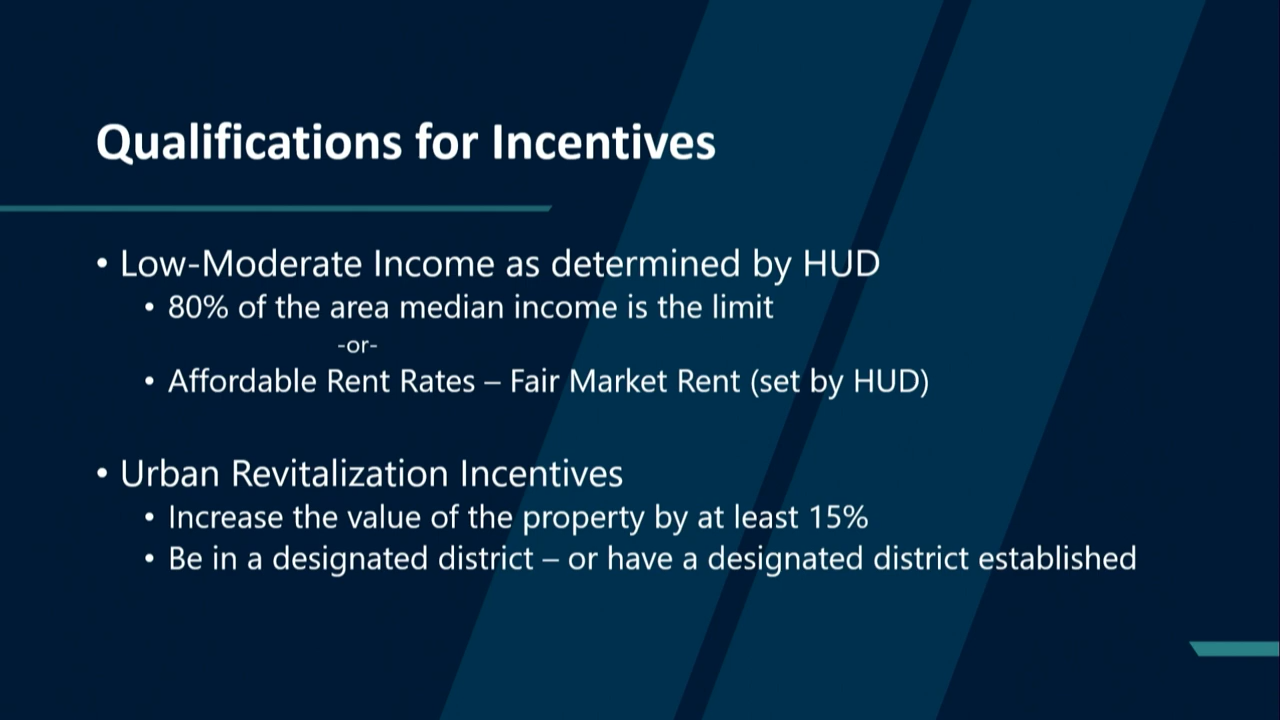 Qualifications for Incentives
• Low-Moderate Income as determined by HUD
• 80% of the area median income is the limit
-or-
• Affordable Rent Rates – Fair Market Rent (set by HUD)
• Urban Revitalization Incentives
• Increase the value of the property by at least 15%
• Be in a designated district – or have a designated district established